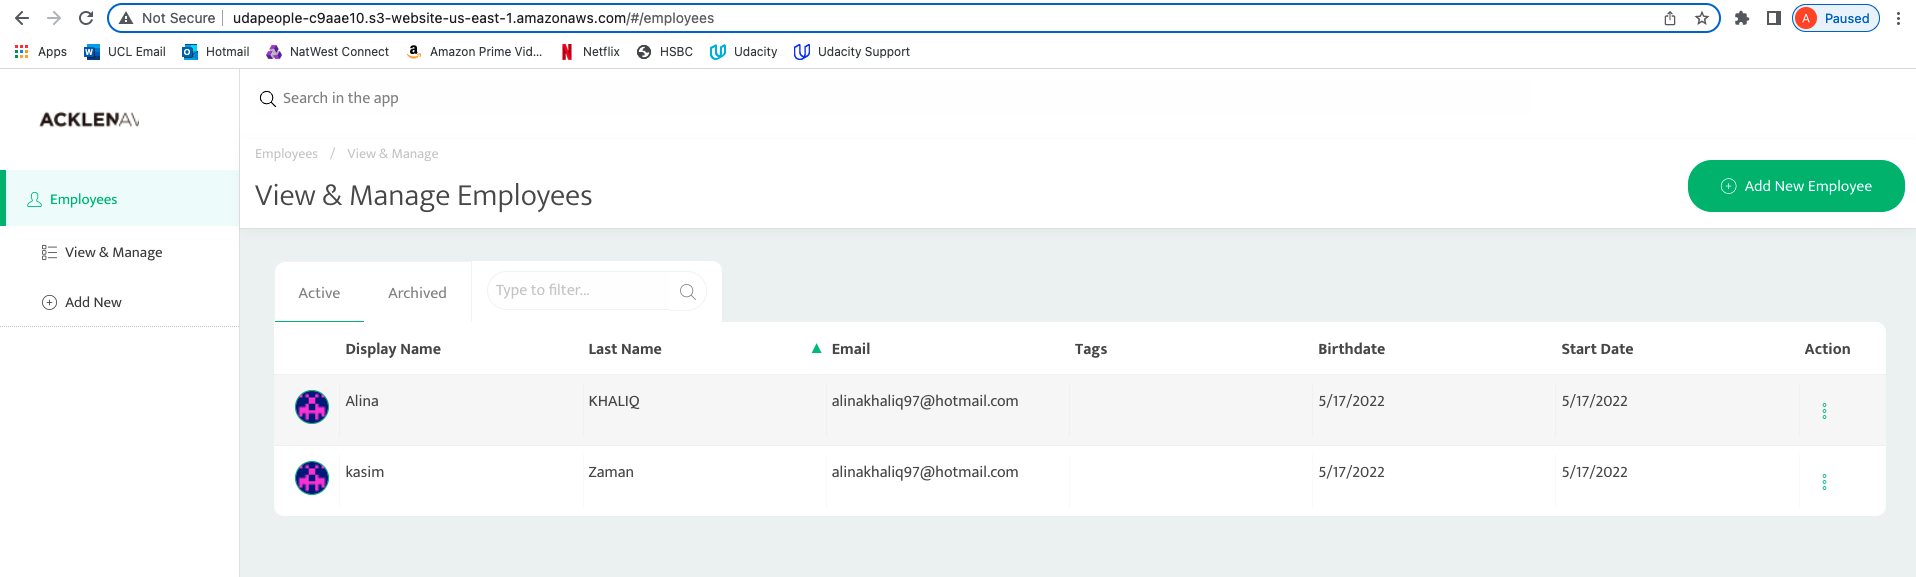 Not Secure udapeople-c9aae10.s3-website-us-east-1.amazonaws.com/#/employees A Paused
Apps UCL Email Hotmail NatWest Connect Amazon Prime Vid... Netflix HSBC Udacity Udacity Support
Search in the app
ACKLENAV
Employees / View & Manage
View & Manage Employees
Add New Employee
Employees
View & Manage
Add New
Active Archived Type to filter...
Display Name Last Name Email Tags Birthdate Start Date Action
Alina KHALIQ alinakhaliq97@hotmail.com 5/17/2022 5/17/2022
kasim Zaman alinakhaliq97@hotmail.com 5/17/2022 5/17/2022